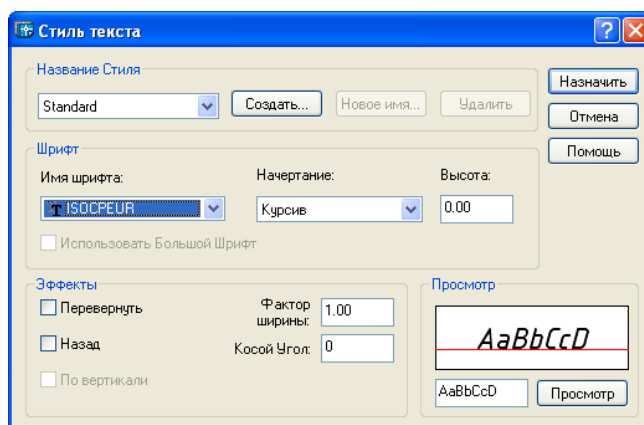 Стиль текста
Название Стиля
Standard
Создать...
Новое имя...
Удалить
Назначить
Отмена
Помощь
Шрифт
Имя шрифта:
Начертание:
Высота:
ISOCPEUR
Курсив
0.00
Использовать Большой Шрифт
Эффекты
Перевернуть
Фактор
ширины:
1.00
Назад
Косой Угол:
0
По вертикали
Просмотр
AaBbCcD
AaBbCcD
Просмотр